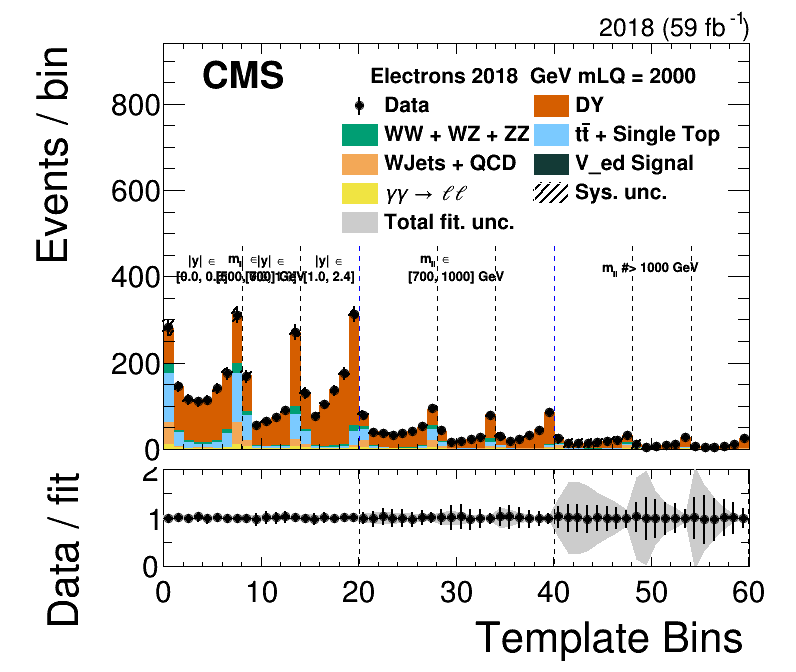 2018 (59 fb⁻¹)
CMS
Electrons 2018 GeV mLQ = 2000
Data
DY
WW + WZ + ZZ
tt̄ + Single Top
WJets + QCD
V_ed Signal
γγ → ℓℓ
Sys. unc.
Total fit. unc.
Events / bin
800
600
400
200
0
|y| ∈
m_ll ∈
|y| ∈
|y| ∈
m_ll ∈
[1.0, 2.4]
[700, 1000] GeV
m_ll #> 1000 GeV
Data / fit
2
1
0
0 10 20 30 40 50 60
Template Bins